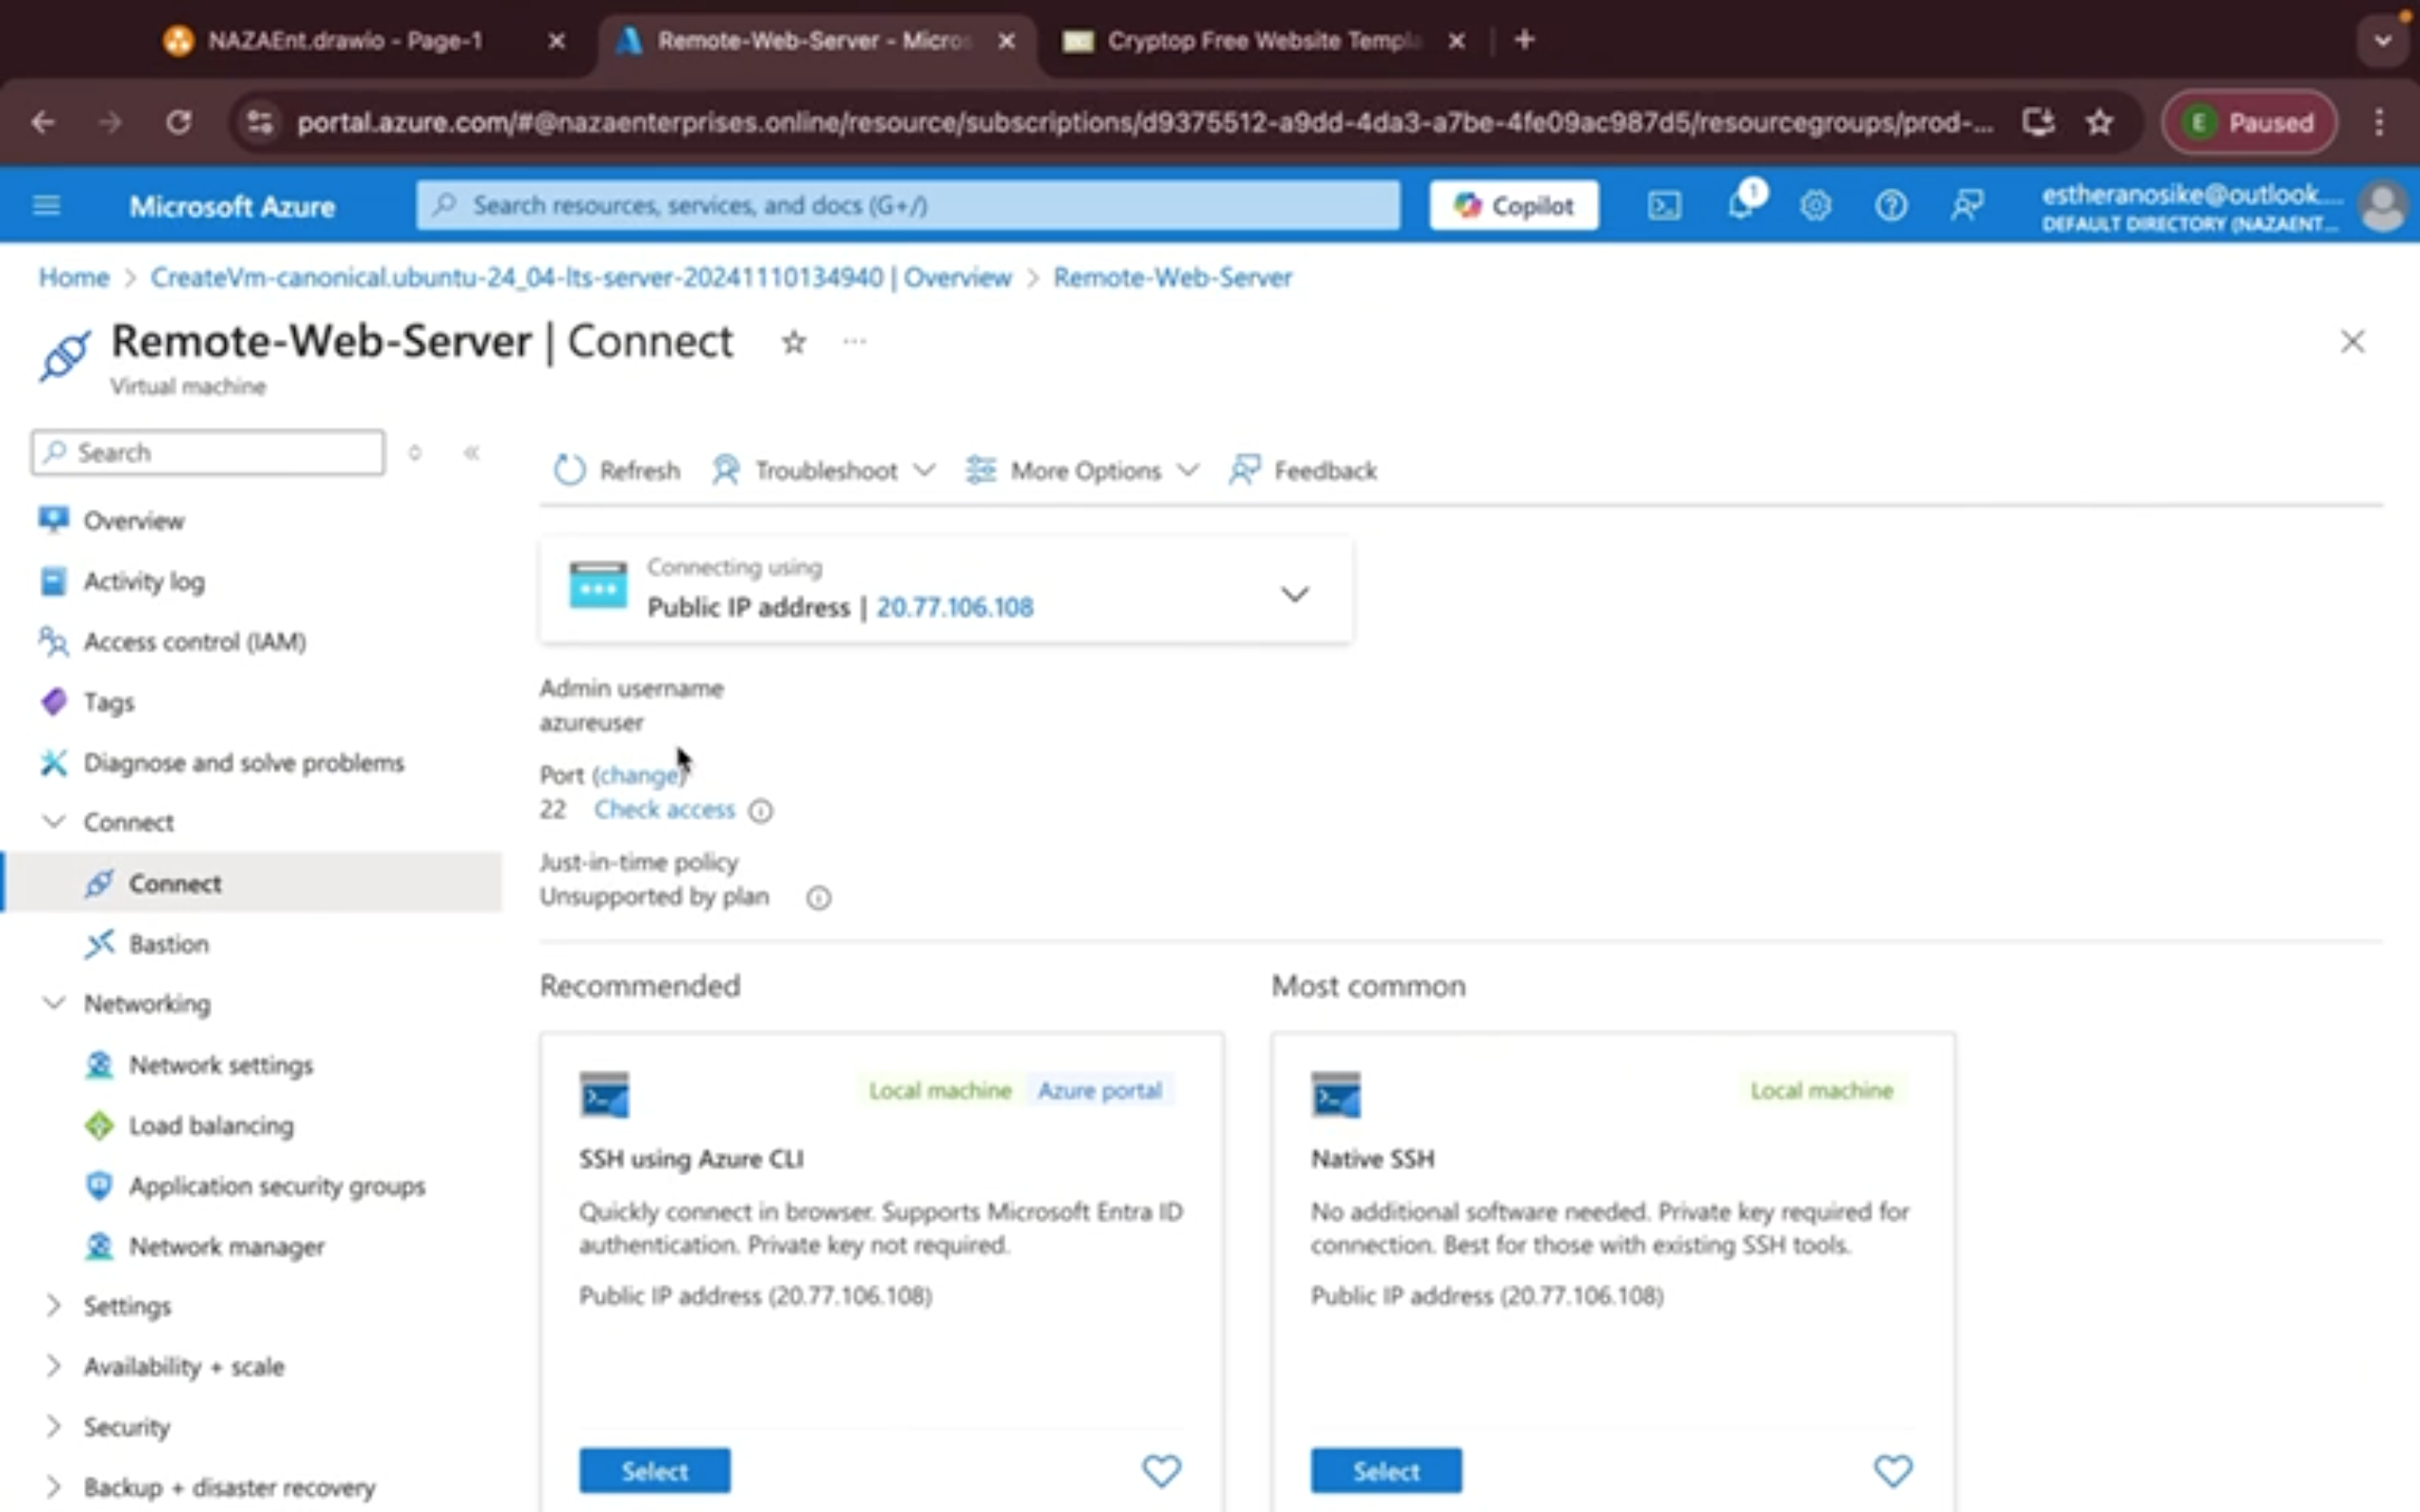 NAZAEnt.drawio - Page-1
Remote-Web-Server - Micros
Cryptop Free Website Templa
portal.azure.com/#@nazaenterprises.online/resource/subscriptions/d9375512-a9dd-4da3-a7be-4fe09ac987d5/resourcegroups/prod-...
E Paused
Microsoft Azure
Search resources, services, and docs (G+/)
Copilot
1
estheranosike@outlook....
DEFAULT DIRECTORY (NAZAENT...
Home > CreateVm-canonical.ubuntu-24_04-lts-server-20241110134940 | Overview > Remote-Web-Server
Remote-Web-Server | Connect
Virtual machine
Search
Refresh
Troubleshoot
More Options
Feedback
Overview
Activity log
Access control (IAM)
Tags
Diagnose and solve problems
Connect
Connect
Bastion
Networking
Network settings
Load balancing
Application security groups
Network manager
Settings
Availability + scale
Security
Backup + disaster recovery
Connecting using
Public IP address | 20.77.106.108
Admin username
azureuser
Port (change)
22 Check access
Just-in-time policy
Unsupported by plan
Recommended
Local machine Azure portal
SSH using Azure CLI
Quickly connect in browser. Supports Microsoft Entra ID
authentication. Private key not required.
Public IP address (20.77.106.108)
Select
Most common
Local machine
Native SSH
No additional software needed. Private key required for
connection. Best for those with existing SSH tools.
Public IP address (20.77.106.108)
Select